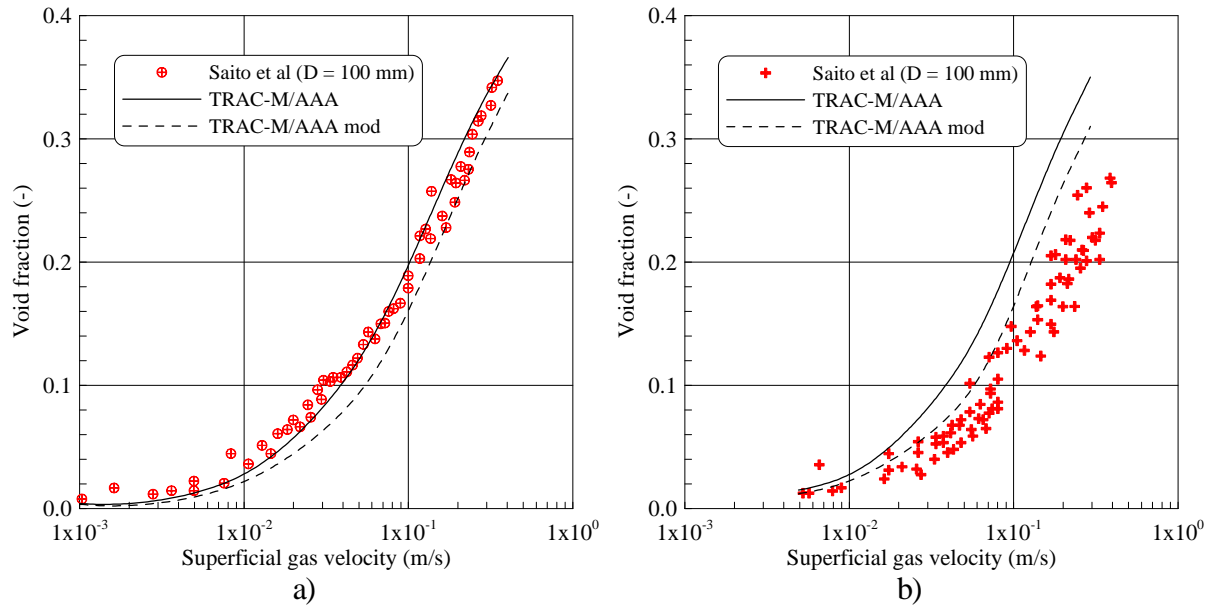 0.4
0.3
0.2
0.1
0.0
Void fraction (-)
Saito et al (D = 100 mm)
TRAC-M/AAA
TRAC-M/AAA mod
1x10-3
1x10-2
1x10-1
1x100
Superficial gas velocity (m/s)
a)
0.4
0.3
0.2
0.1
0.0
Void fraction (-)
Saito et al (D = 100 mm)
TRAC-M/AAA
TRAC-M/AAA mod
1x10-3
1x10-2
1x10-1
1x100
Superficial gas velocity (m/s)
b)